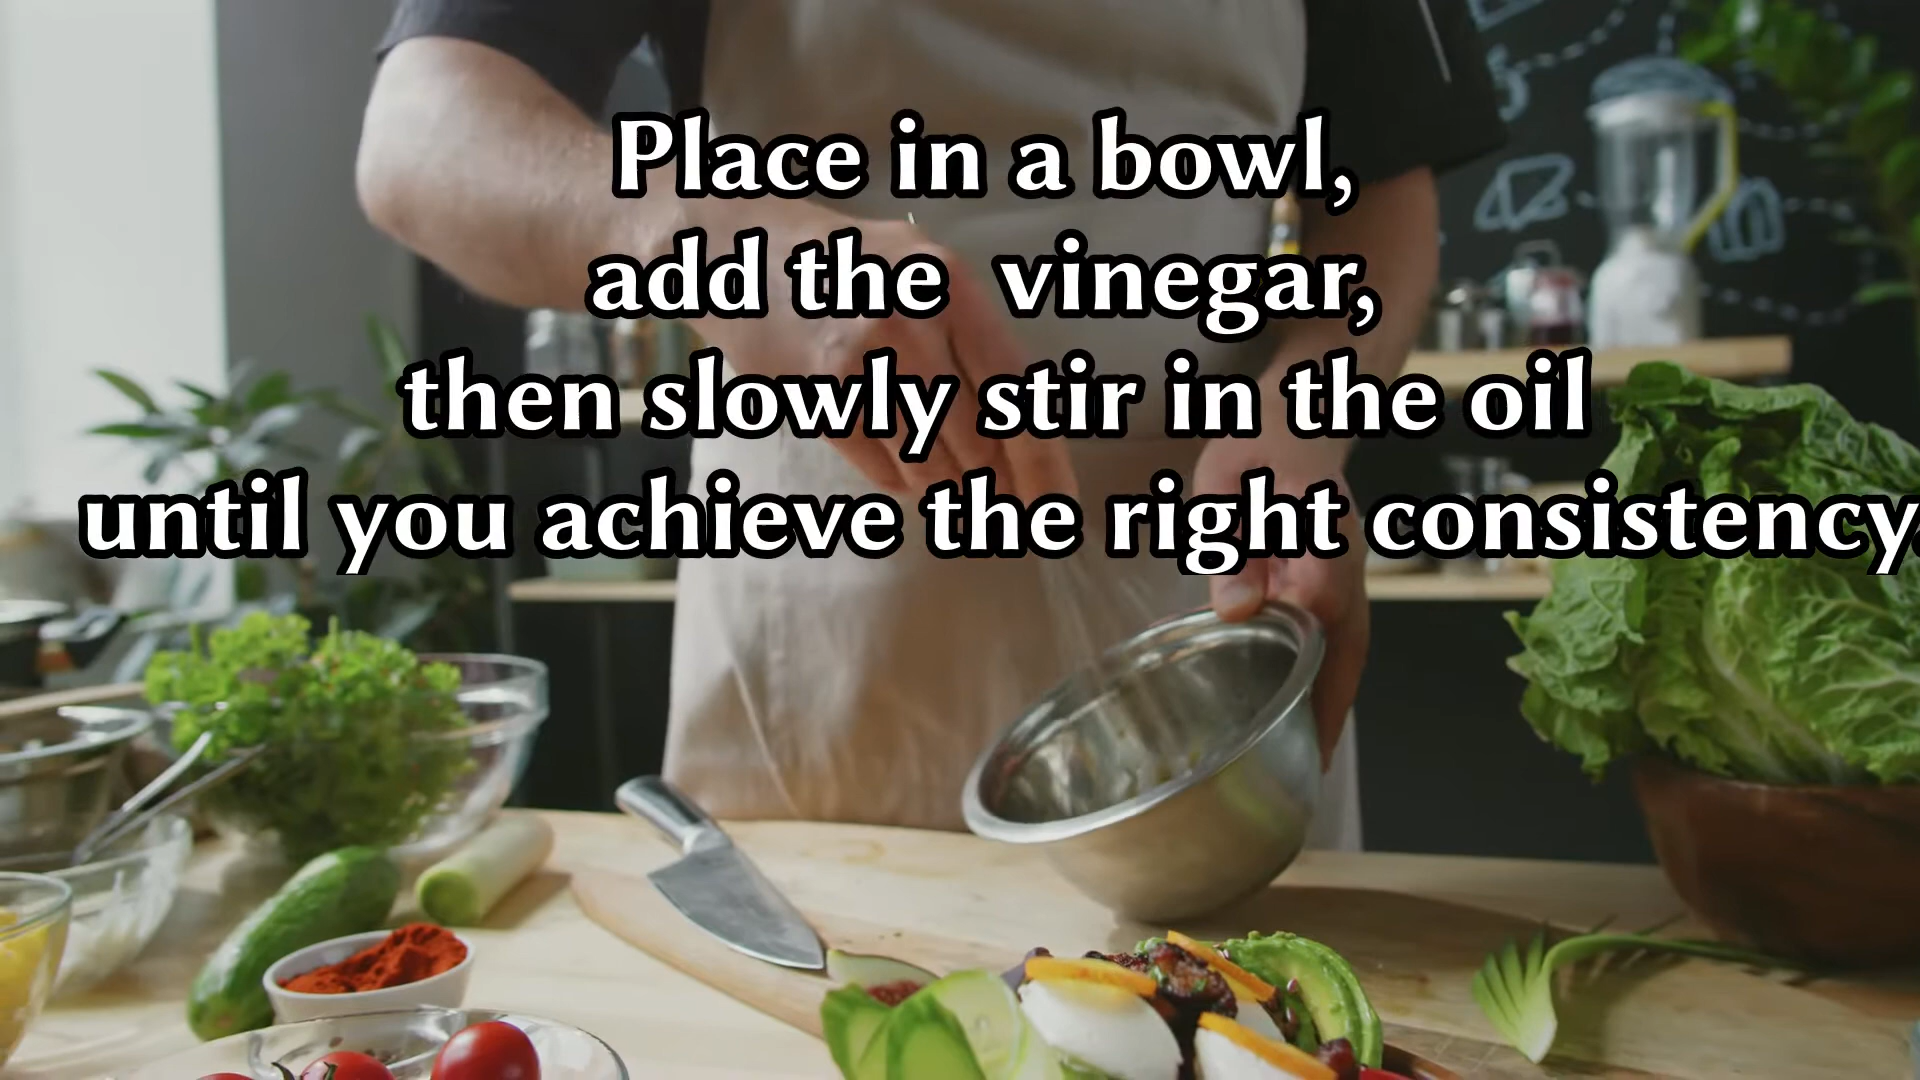 Place in a bowl,
add the  vinegar,
then slowly stir in the oil
until you achieve the right consistency.